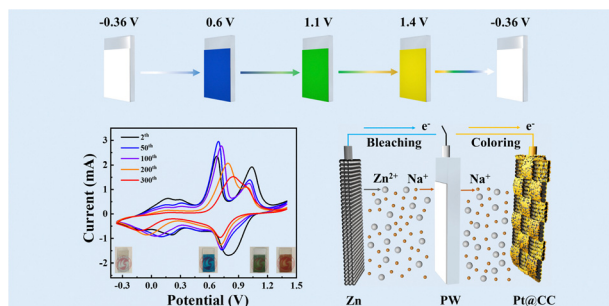 -0.36 V 0.6 V 1.1 V 1.4 V -0.36 V
2th
50th
100th
200th
300th
Current (mA)
3
2
1
0
-1
-2
-0.3 0.0 0.3 0.6 0.9 1.2 1.5
Potential (V)
e- e-
Bleaching Coloring
Zn2+ Na+ Na+
Zn PW Pt@CC